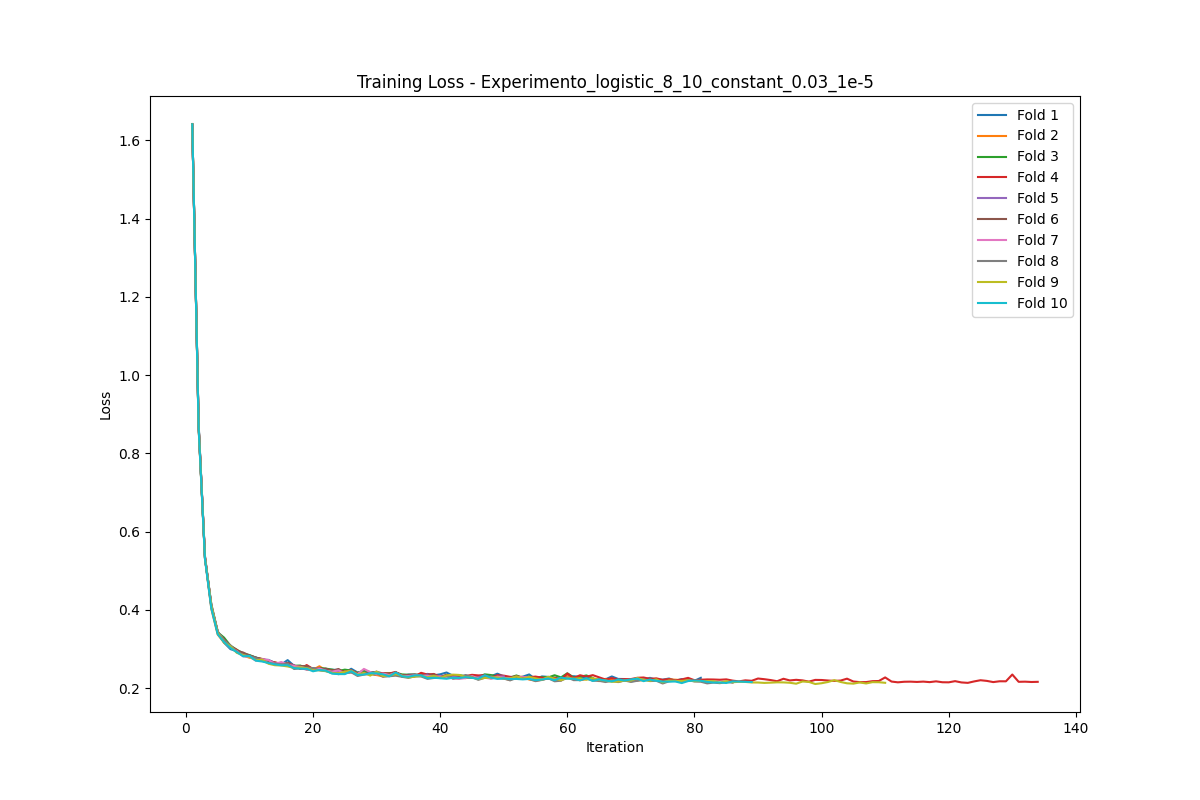 Training Loss - Experimento_logistic_8_10_constant_0.03_1e-5
Fold 1
Fold 2
Fold 3
Fold 4
Fold 5
Fold 6
Fold 7
Fold 8
Fold 9
Fold 10
1.6
1.4
1.2
1.0
0.8
0.6
0.4
0.2
Loss
0 20 40 60 80 100 120 140
Iteration